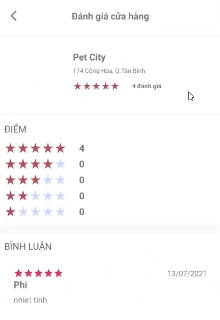 Đánh giá cửa hàng
Pet City
174 Cộng Hòa, Q.Tân Bình
4 đánh giá
ĐIỂM
4
0
0
0
0
BÌNH LUẬN
13/07/2021
Phi
nhiet tinh